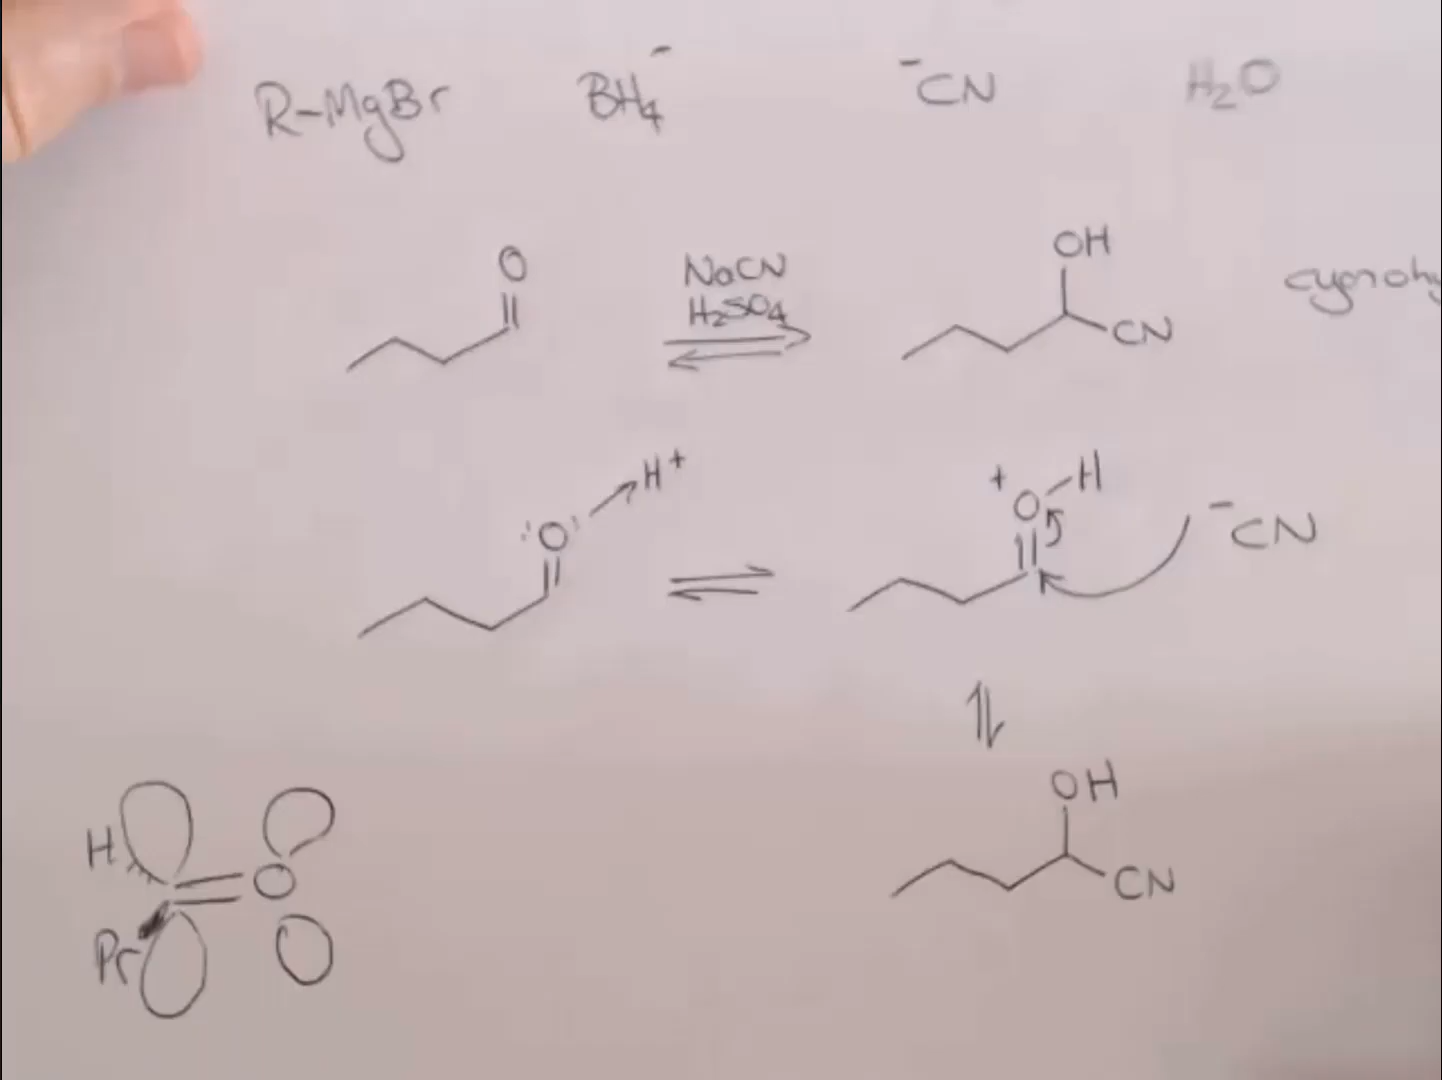 R-MgBr BH₄⁻ ⁻CN H₂O
O OH
NaCN
H₂SO₄
CN
H⁺
O
+ O H ⁻CN
OH
CN
H O
Pr